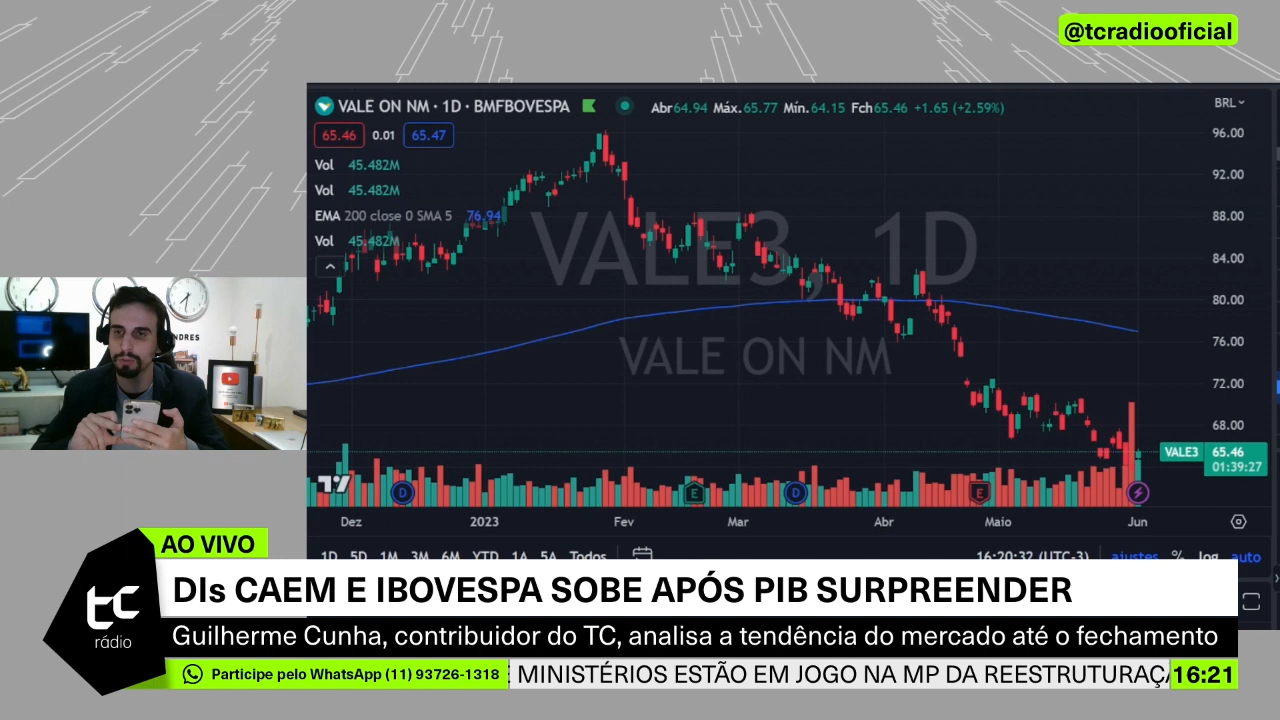 @tcradiooficial
VALE ON NM · 1D · BMFBOVESPA
Abr64.94 Máx.65.77 Mín.64.15 Fch65.46 +1.65 (+2.59%)
BRL
65.46 0.01 65.47
Vol 45.482M
Vol 45.482M
EMA 200 close 0 SMA 5 76.94
Vol 45.482M
VALE3, 1D
VALE ON NM
96.00
92.00
88.00
84.00
80.00
76.00
72.00
68.00
VALE3 65.46
01:39:27
D E D E
Dez 2023 Fev Mar Abr Maio Jun
1D 5D 1M 3M 6M YTD 1A 5A Todos
16:20:32 (UTC-3) ajustes % log auto
NDRES
AO VIVO
tc
rádio
DIs CAEM E IBOVESPA SOBE APÓS PIB SURPREENDER
Guilherme Cunha, contribuidor do TC, analisa a tendência do mercado até o fechamento
Participe pelo WhatsApp (11) 93726-1318
MINISTÉRIOS ESTÃO EM JOGO NA MP DA REESTRUTURAÇ
16:21